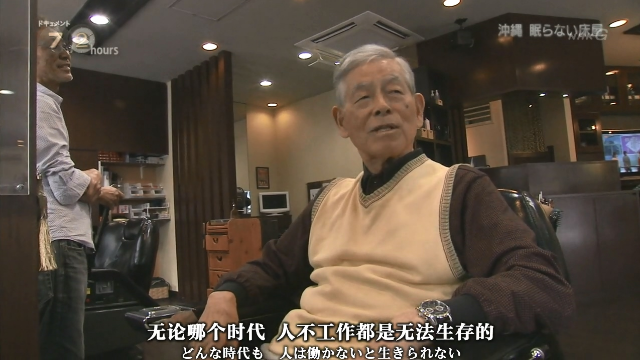 ドキュメント
72hours
沖縄 眠らない床屋
无论哪个时代 人不工作都是无法生存的
どんな時代も 人は働かないと生きられない